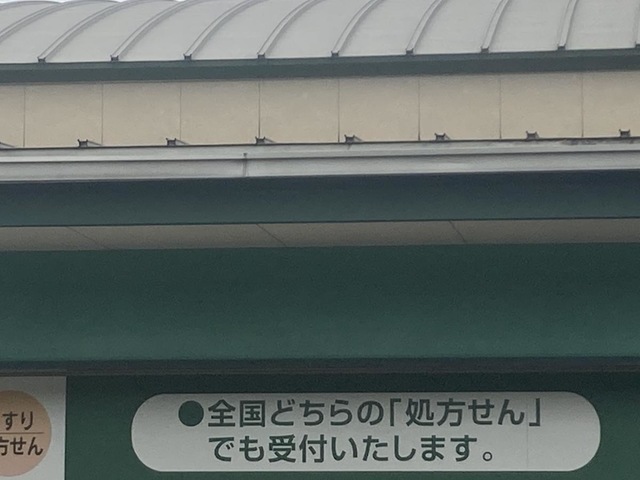 すり
方せん
●全国どちらの「処方せん」
でも受付いたします。